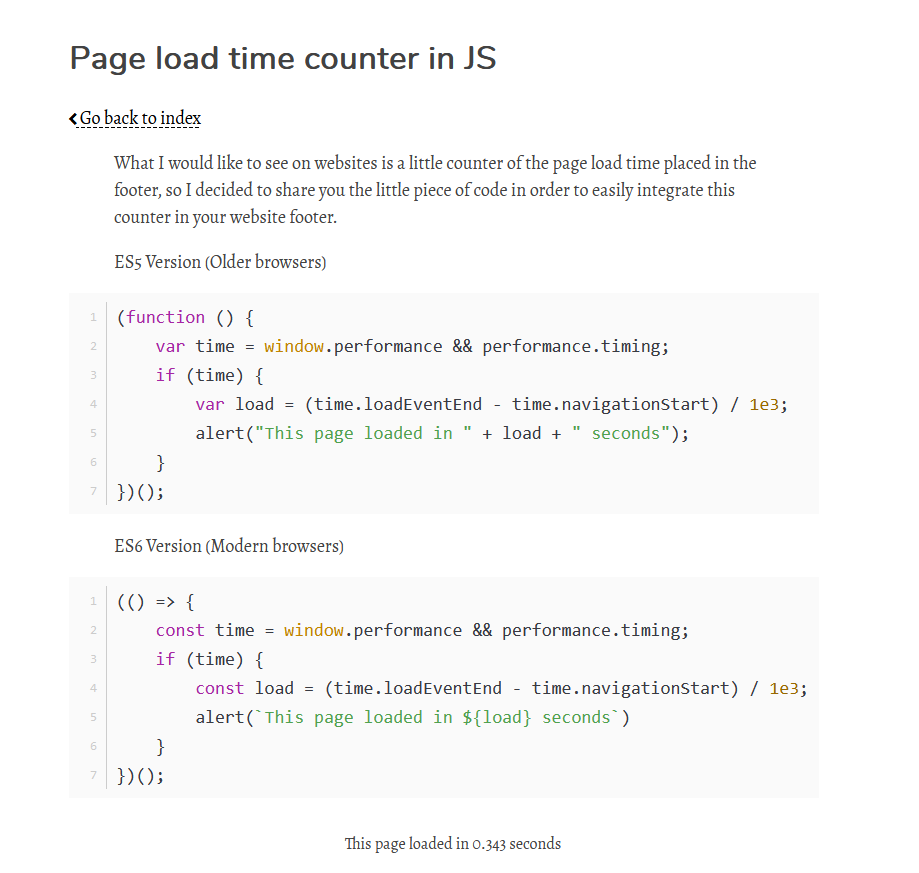 Page load time counter in JS
Go back to index
What I would like to see on websites is a little counter of the page load time placed in the
footer, so I decided to share you the little piece of code in order to easily integrate this
counter in your website footer.
ES5 Version (Older browsers)
1 (function () {
2     var time = window.performance && performance.timing;
3     if (time) {
4         var load = (time.loadEventEnd - time.navigationStart) / 1e3;
5         alert("This page loaded in " + load + " seconds");
6     }
7 })();
ES6 Version (Modern browsers)
1 (() => {
2     const time = window.performance && performance.timing;
3     if (time) {
4         const load = (time.loadEventEnd - time.navigationStart) / 1e3;
5         alert(`This page loaded in ${load} seconds`)
6     }
7 })();
This page loaded in 0.343 seconds